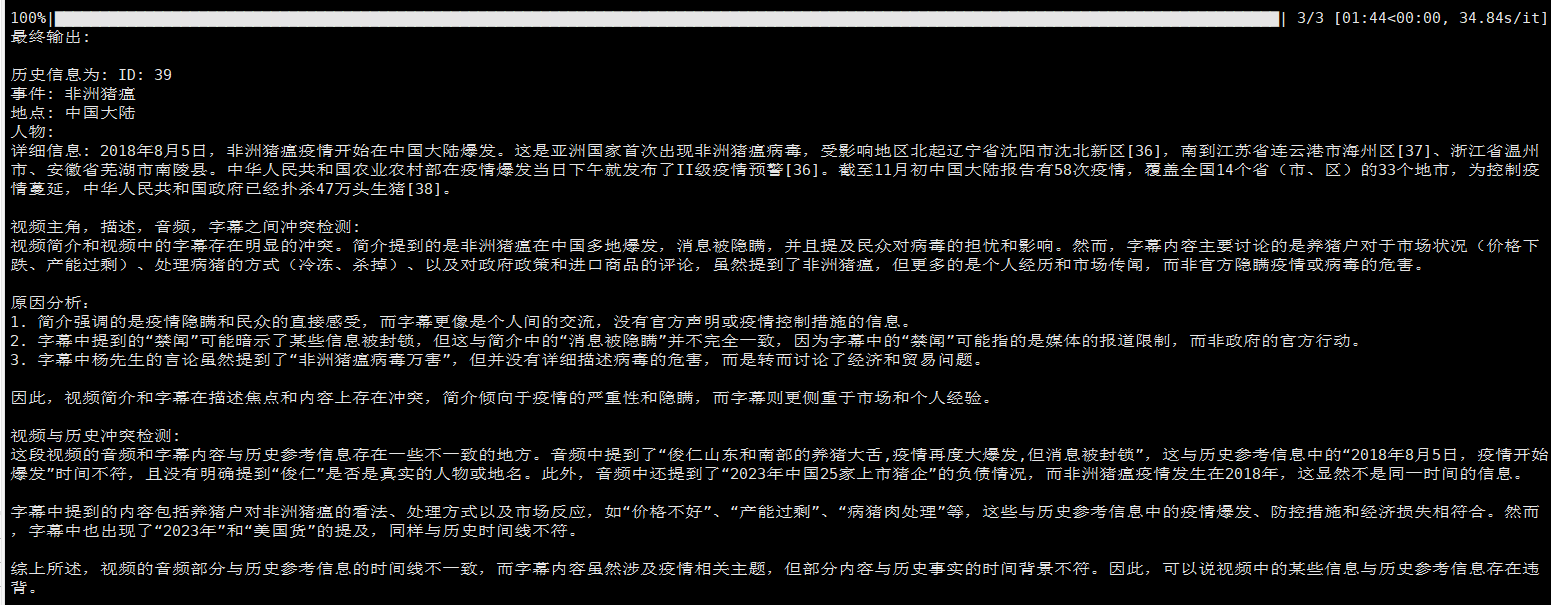 100%| | 3/3 [01:44<00:00, 34.84s/it]
最终输出:
历史信息为: ID: 39
事件: 非洲猪瘟
地点: 中国大陆
人物:
详细信息: 2018年8月5日，非洲猪瘟疫情开始在中国大陆爆发。这是亚洲国家首次出现非洲猪瘟病毒，受影响地区北起辽宁省沈阳市沈北新区[36]，南到江苏省连云港市海州区[37]、浙江省温州
市、安徽省芜湖市南陵县。中华人民共和国农业农村部在疫情爆发当日下午就发布了II级疫情预警[36]。截至11月初中国大陆报告有58次疫情，覆盖全国14个省（市、区）的33个地市，为控制疫
情蔓延，中华人民共和国政府已经扑杀47万头生猪[38]。
视频主角，描述，音频，字幕之间冲突检测:
视频简介和视频中的字幕存在明显的冲突。简介提到的是非洲猪瘟在中国多地爆发，消息被隐瞒，并且提及民众对病毒的担忧和影响。然而，字幕内容主要讨论的是养猪户对于市场状况（价格下
跌、产能过剩）、处理病猪的方式（冷冻、杀掉）、以及对政府政策和进口商品的评论，虽然提到了非洲猪瘟，但更多的是个人经历和市场传闻，而非官方隐瞒疫情或病毒的危害。
原因分析:
1. 简介强调的是疫情隐瞒和民众的直接感受，而字幕更像是个人间的交流，没有官方声明或疫情控制措施的信息。
2. 字幕中提到的“禁闻”可能暗示了某些信息被封锁，但这与简介中的“消息被隐瞒”并不完全一致，因为字幕中的“禁闻”可能指的是媒体的报道限制，而非政府的官方行动。
3. 字幕中杨先生的言论虽然提到了“非洲猪瘟病毒万害”，但并没有详细描述病毒的危害，而是转而讨论了经济和贸易问题。
因此，视频简介和字幕在描述焦点和内容上存在冲突，简介倾向于疫情的严重性和隐瞒，而字幕则更侧重于市场和个人经验。
视频与历史冲突检测:
这段视频的音频和字幕内容与历史参考信息存在一些不一致的地方。音频中提到了“俊仁山东和南部的养猪大舌,疫情再度大爆发,但消息被封锁”，这与历史参考信息中的“2018年8月5日，疫情开始
爆发”时间不符，且没有明确提到“俊仁”是否是真实的人物或地名。此外，音频中还提到了“2023年中国25家上市猪企”的负债情况，而非洲猪瘟疫情发生在2018年，这显然不是同一时间的信息。
字幕中提到的内容包括养猪户对非洲猪瘟的看法、处理方式以及市场反应，如“价格不好”、“产能过剩”、“病猪肉处理”等，这些与历史参考信息中的疫情爆发、防控措施和经济损失相符合。然而
，字幕中也出现了“2023年”和“美国货”的提及，同样与历史时间线不符。
综上所述，视频的音频部分与历史参考信息的时间线不一致，而字幕内容虽然涉及疫情相关主题，但部分内容与历史事实的时间背景不符。因此，可以说视频中的某些信息与历史参考信息存在违
背。